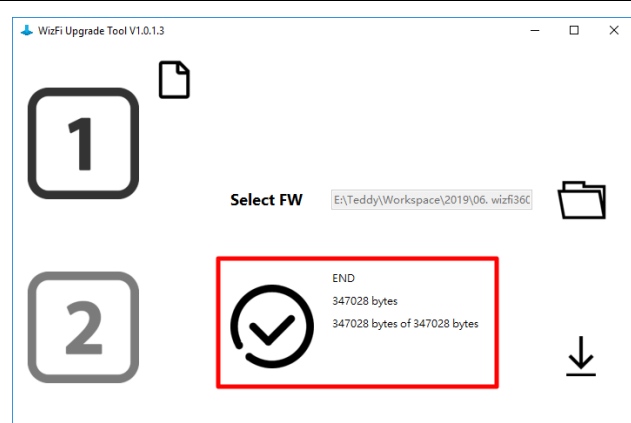 WizFi Upgrade Tool V1.0.1.3
1
Select FW
E:\Teddy\Workspace\2019\06. wizfi360
2
END
347028 bytes
347028 bytes of 347028 bytes